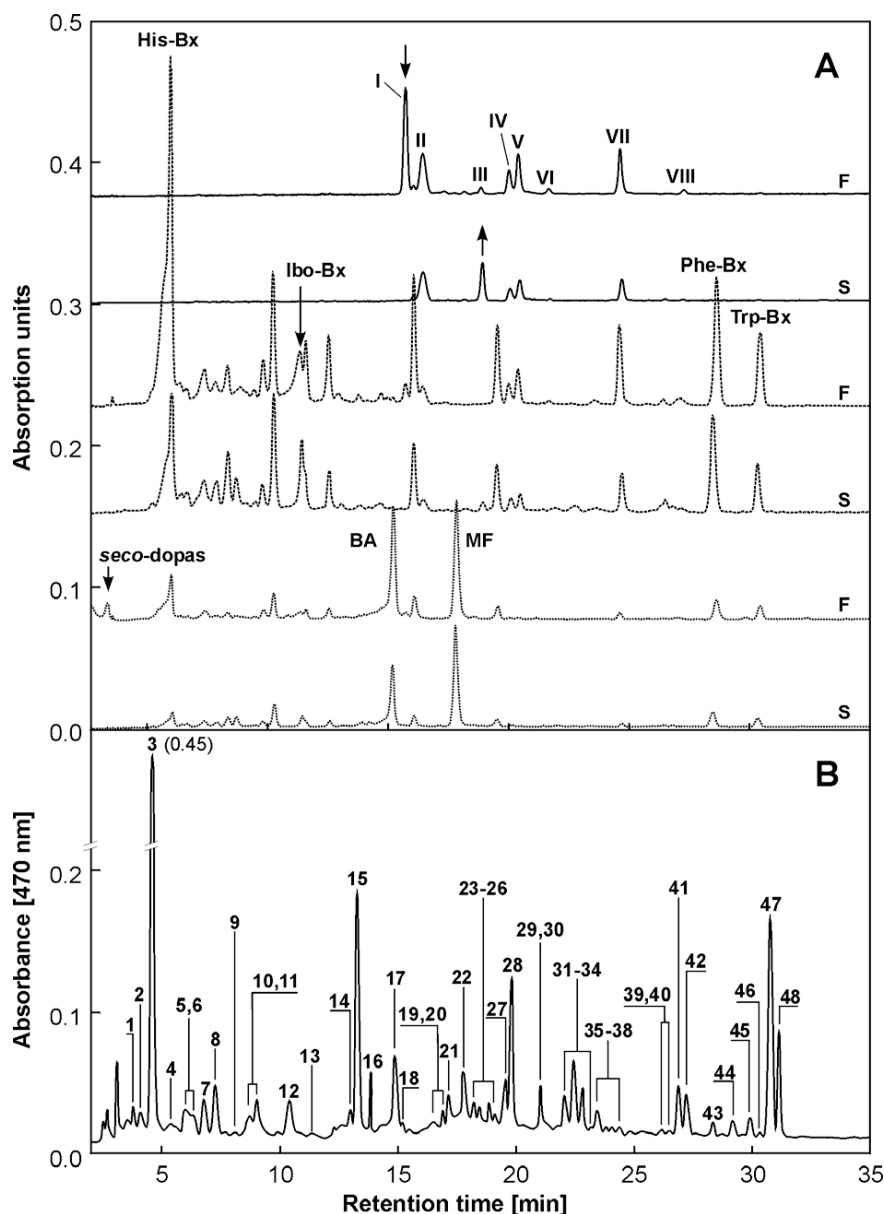 0.5
His-Bx
A
I
IV
II
V
VII
0.4
III
VI
VIII
F
Ibo-Bx
Phe-Bx
S
0.3
Trp-Bx
F
0.2
S
BA
MF
seco-dopas
0.1
F
S
0.0
Absorption units
3 (0.45)
B
0.2
15
23-26
41
47
9
29,30
28
31-34
5,6
10,11
17
22
39,40
42
2
14
19,20
27
46
48
1
8
13
16
35-38
45
0.1
4
7
12
18
21
43
44
0.0
Absorbance [470 nm]
5
10
15
20
25
30
35
Retention time [min]